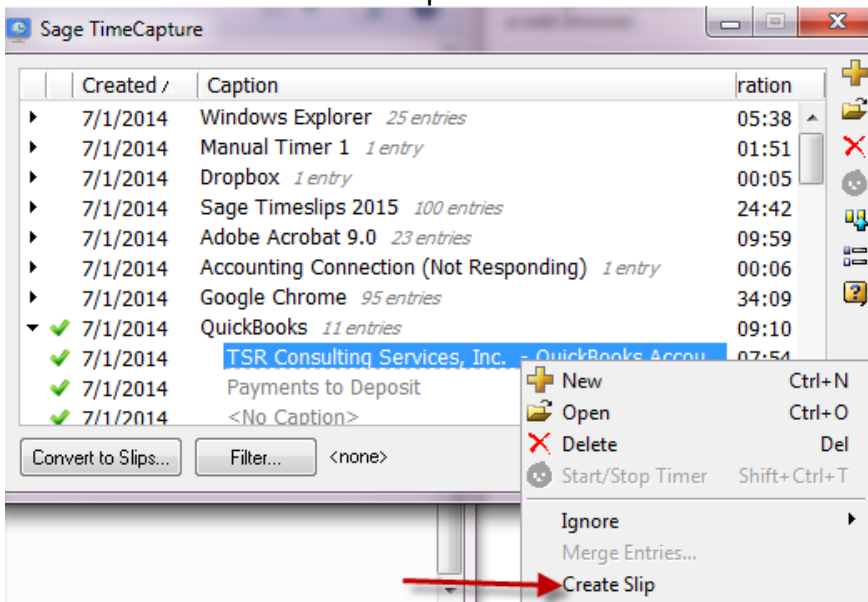 Sage TimeCapture
Created / Caption ration
7/1/2014 Windows Explorer 25 entries 05:38
7/1/2014 Manual Timer 1 1 entry 01:51
7/1/2014 Dropbox 1 entry 00:05
7/1/2014 Sage Timeslips 2015 100 entries 24:42
7/1/2014 Adobe Acrobat 9.0 23 entries 09:59
7/1/2014 Accounting Connection (Not Responding) 1 entry 00:06
7/1/2014 Google Chrome 95 entries 34:09
7/1/2014 QuickBooks 11 entries 09:10
7/1/2014 TSR Consulting Services, Inc. - QuickBooks Accou... 07:54
7/1/2014 Payments to Deposit
7/1/2014 <No Caption>
Convert to Slips... Filter... <none>
New Ctrl+N
Open Ctrl+O
Delete Del
Start/Stop Timer Shift+Ctrl+T
Ignore
Merge Entries...
Create Slip